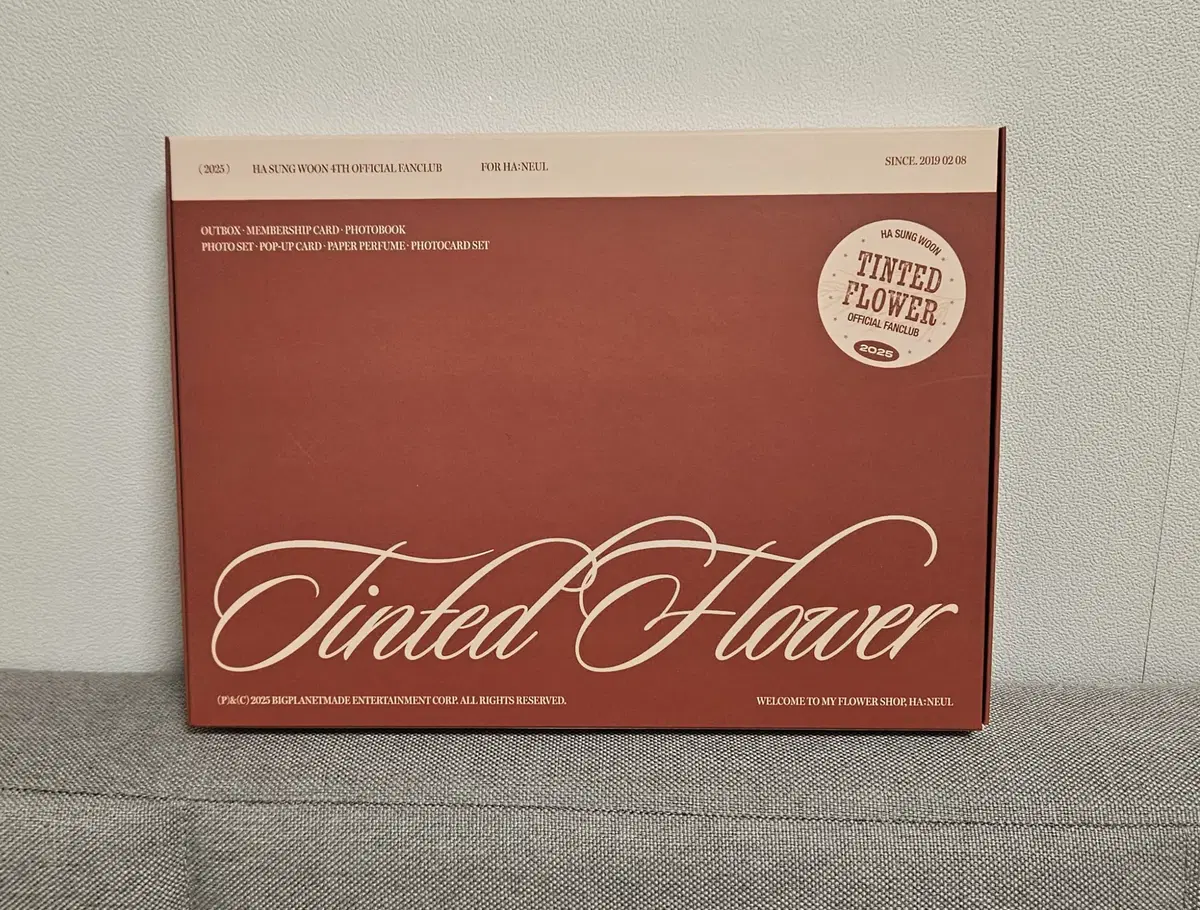 (2025) HA SUNG WOON 4TH OFFICIAL FANCLUB FOR HA:NEUL SINCE. 2019 02 08
OUTBOX · MEMBERSHIP CARD · PHOTOBOOK
PHOTO SET · POP-UP CARD · PAPER PERFUME · PHOTOCARD SET
HA SUNG WOON
TINTED
FLOWER
OFFICIAL FANCLUB
2025
Tinted Flower
(P)&(C) 2025 BIGPLANETMADE ENTERTAINMENT CORP. ALL RIGHTS RESERVED. WELCOME TO MY FLOWER SHOP, HA:NEUL